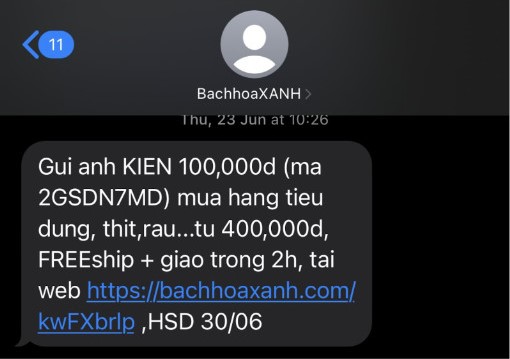 11
BachhoaXANH
Thu, 23 Jun at 10:26
Gui anh KIEN 100,000d (ma
2GSDN7MD) mua hang tieu
dung, thit,rau...tu 400,000d,
FREEship + giao trong 2h, tai
web https://bachhoaxanh.com/
kwFXbrlp ,HSD 30/06